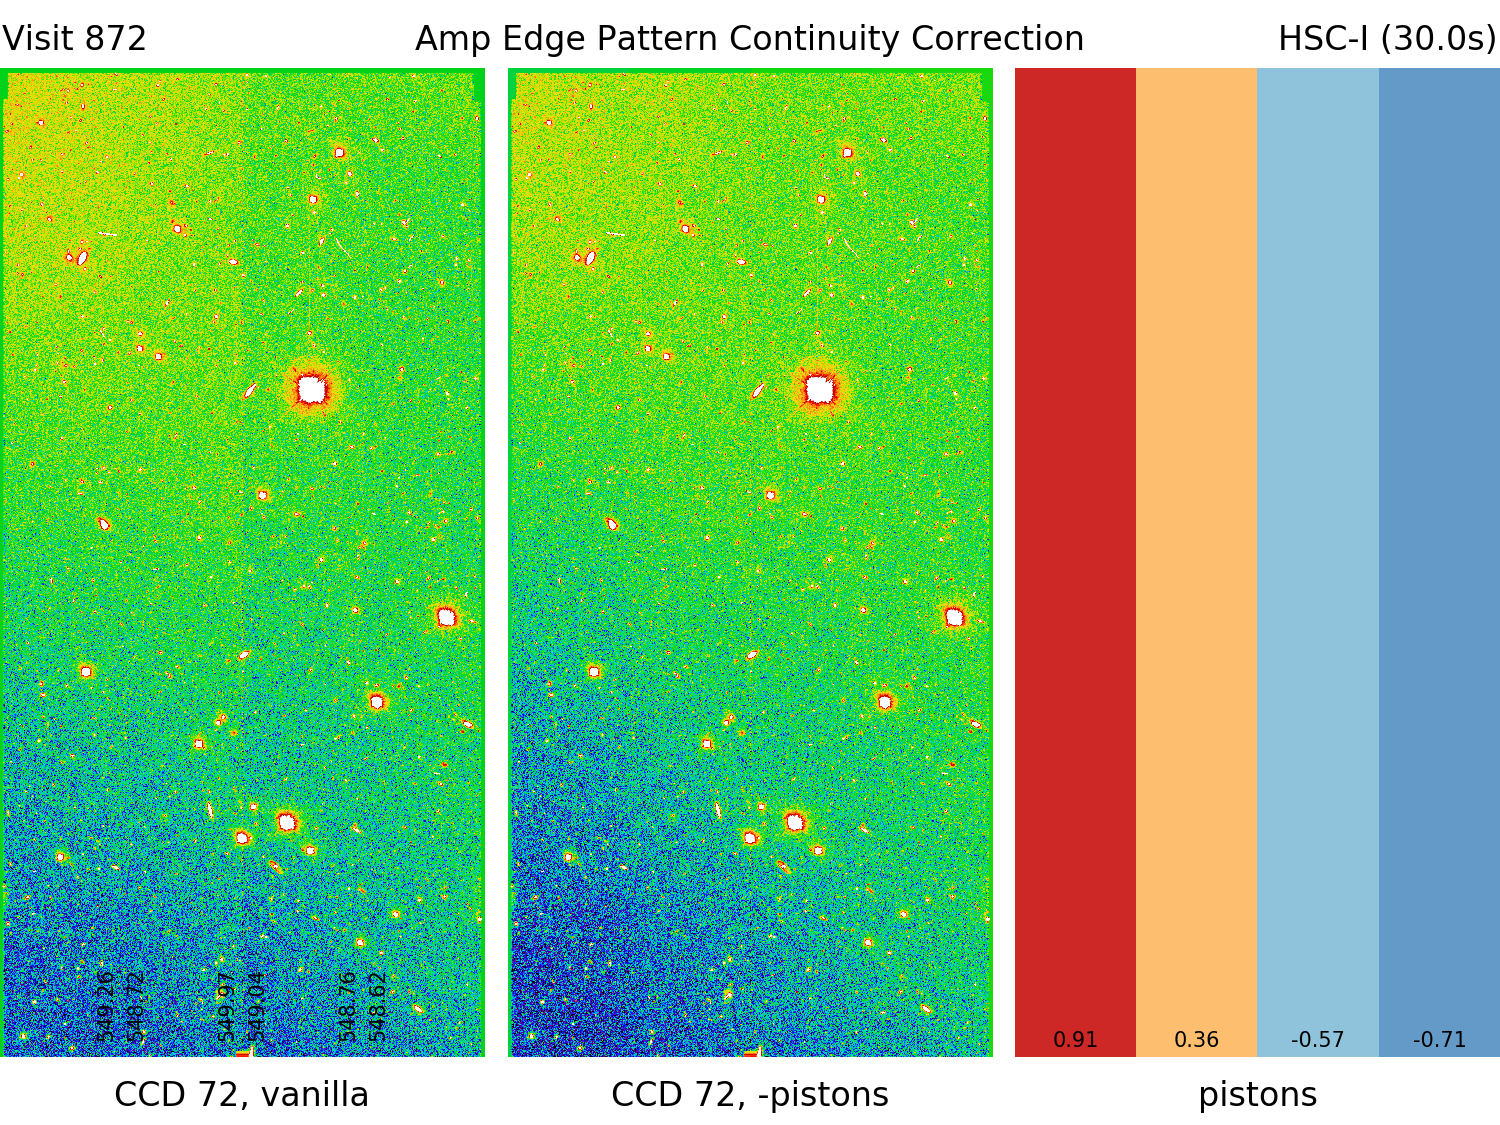 Visit 872
Amp Edge Pattern Continuity Correction
HSC-I (30.0s)
549.26
548.72
549.97
549.04
548.76
548.62
0.91
0.36
-0.57
-0.71
CCD 72, vanilla
CCD 72, -pistons
pistons